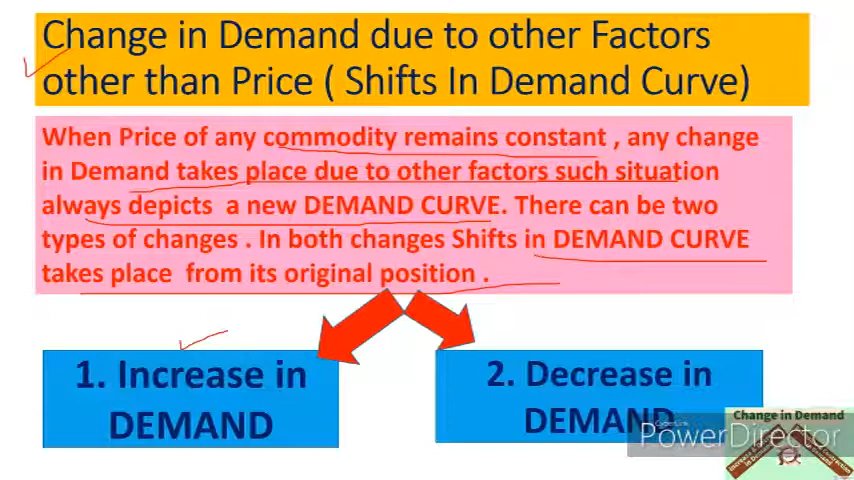 Change in Demand due to other Factors
other than Price ( Shifts In Demand Curve)
When Price of any commodity remains constant , any change
in Demand takes place due to other factors such situation
always depicts a new DEMAND CURVE. There can be two
types of changes . In both changes Shifts in DEMAND CURVE
takes place from its original position .
1. Increase in
DEMAND
2. Decrease in
DEMAND
CyberLink
PowerDirector
Change in Demand